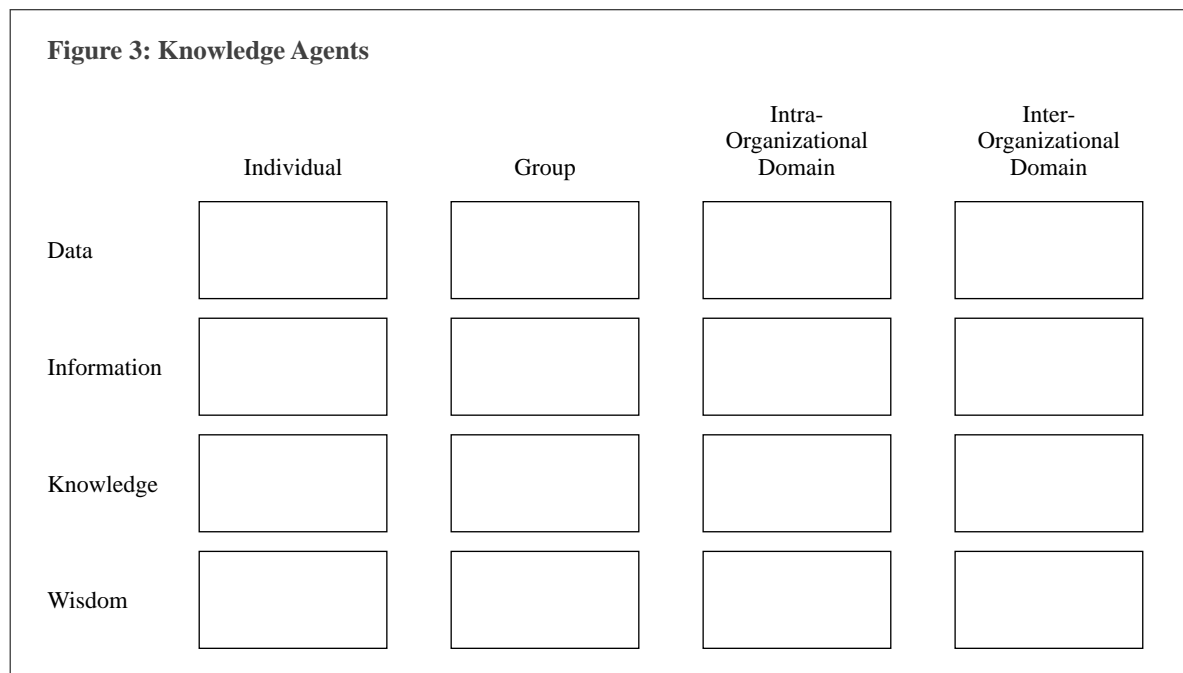 Figure 3: Knowledge Agents
Individual
Group
Intra-
Organizational
Domain
Inter-
Organizational
Domain
Data
Information
Knowledge
Wisdom